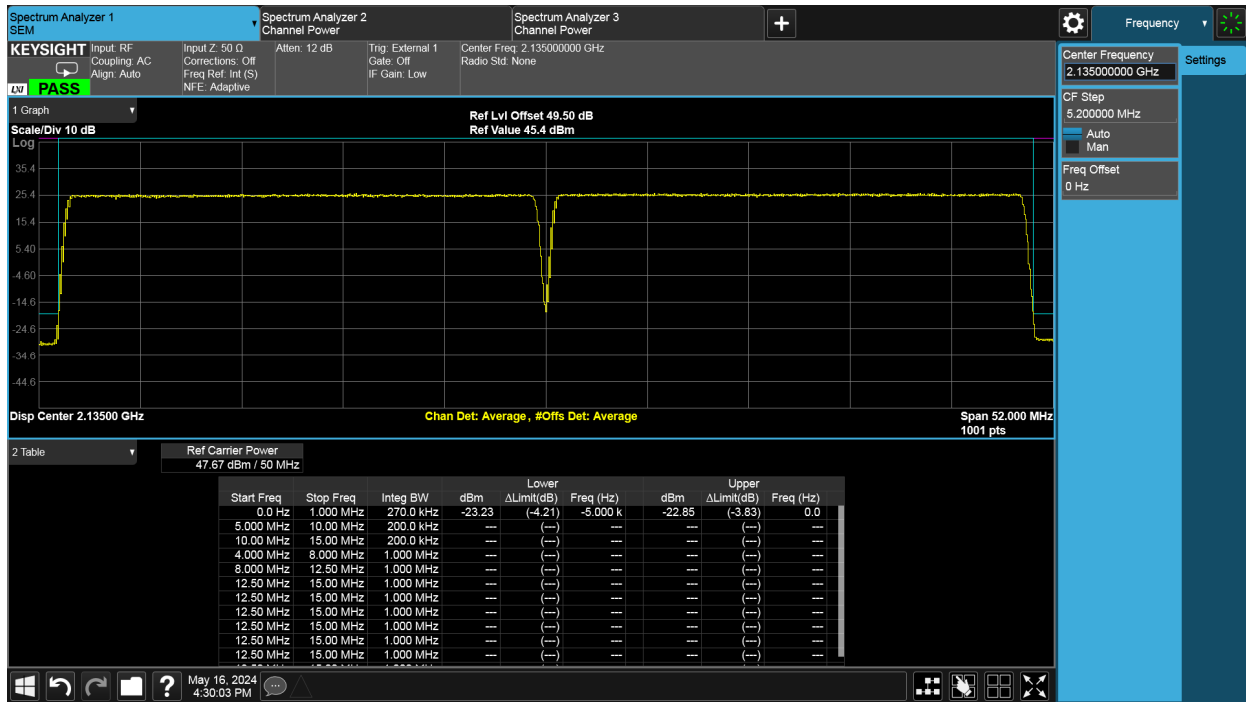 Spectrum Analyzer 1
SEM
Spectrum Analyzer 2
Channel Power
Spectrum Analyzer 3
Channel Power
Frequency
KEYSIGHT
LXI
PASS
Input: RF
Coupling: AC
Align: Auto
Input Z: 50 Ω
Corrections: Off
Freq Ref: Int (S)
NFE: Adaptive
Atten: 12 dB
Trig: External 1
Gate: Off
IF Gain: Low
Center Freq: 2.135000000 GHz
Radio Std: None
Center Frequency
2.135000000 GHz
Settings
CF Step
5.200000 MHz
Auto
Man
Freq Offset
0 Hz
1 Graph
Scale/Div 10 dB
Ref Lvl Offset 49.50 dB
Ref Value 45.4 dBm
Log
35.4
25.4
15.4
5.40
-4.60
-14.6
-24.6
-34.6
-44.6
Disp Center 2.13500 GHz
Chan Det: Average, #Offs Det: Average
Span 52.000 MHz
1001 pts
2 Table
Ref Carrier Power
47.67 dBm / 50 MHz
Lower Upper
Start Freq Stop Freq Integ BW dBm ΔLimit(dB) Freq (Hz) dBm ΔLimit(dB) Freq (Hz)
0.0 Hz 1.000 MHz 270.0 kHz -23.23 (-4.21) -5.000 k -22.85 (-3.83) 0.0
5.000 MHz 10.00 MHz 200.0 kHz --- (---) --- --- (---) ---
10.00 MHz 15.00 MHz 200.0 kHz --- (---) --- --- (---) ---
4.000 MHz 8.000 MHz 1.000 MHz --- (---) --- --- (---) ---
8.000 MHz 12.50 MHz 1.000 MHz --- (---) --- --- (---) ---
12.50 MHz 15.00 MHz 1.000 MHz --- (---) --- --- (---) ---
12.50 MHz 15.00 MHz 1.000 MHz --- (---) --- --- (---) ---
12.50 MHz 15.00 MHz 1.000 MHz --- (---) --- --- (---) ---
12.50 MHz 15.00 MHz 1.000 MHz --- (---) --- --- (---) ---
12.50 MHz 15.00 MHz 1.000 MHz --- (---) --- --- (---) ---
12.50 MHz 15.00 MHz 1.000 MHz --- (---) --- --- (---) ---
?
May 16, 2024
4:30:03 PM